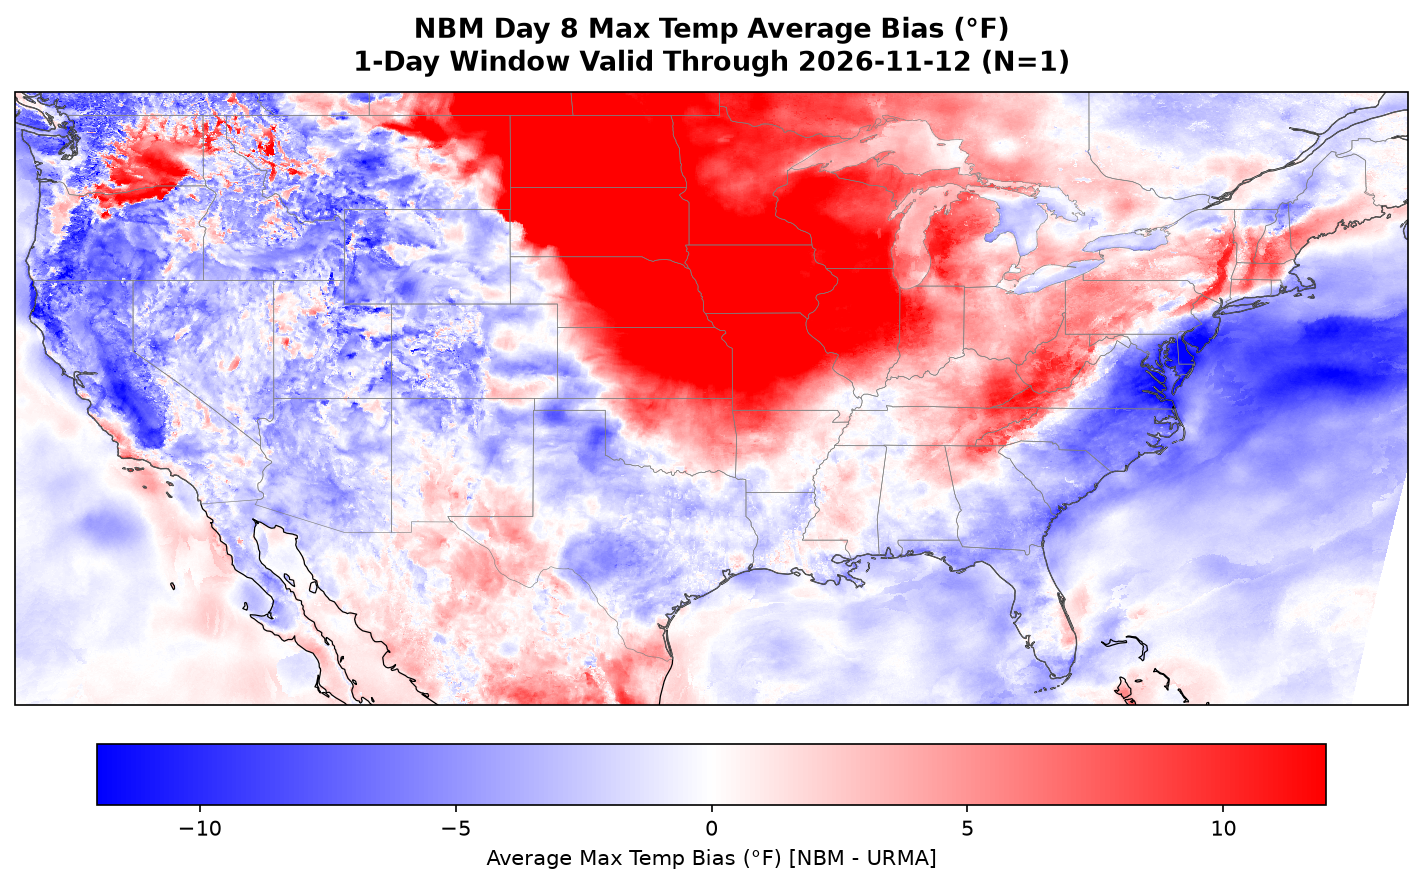 NBM Day 8 Max Temp Average Bias (°F)
1-Day Window Valid Through 2026-11-12 (N=1)
−10 −5 0 5 10
Average Max Temp Bias (°F) [NBM - URMA]